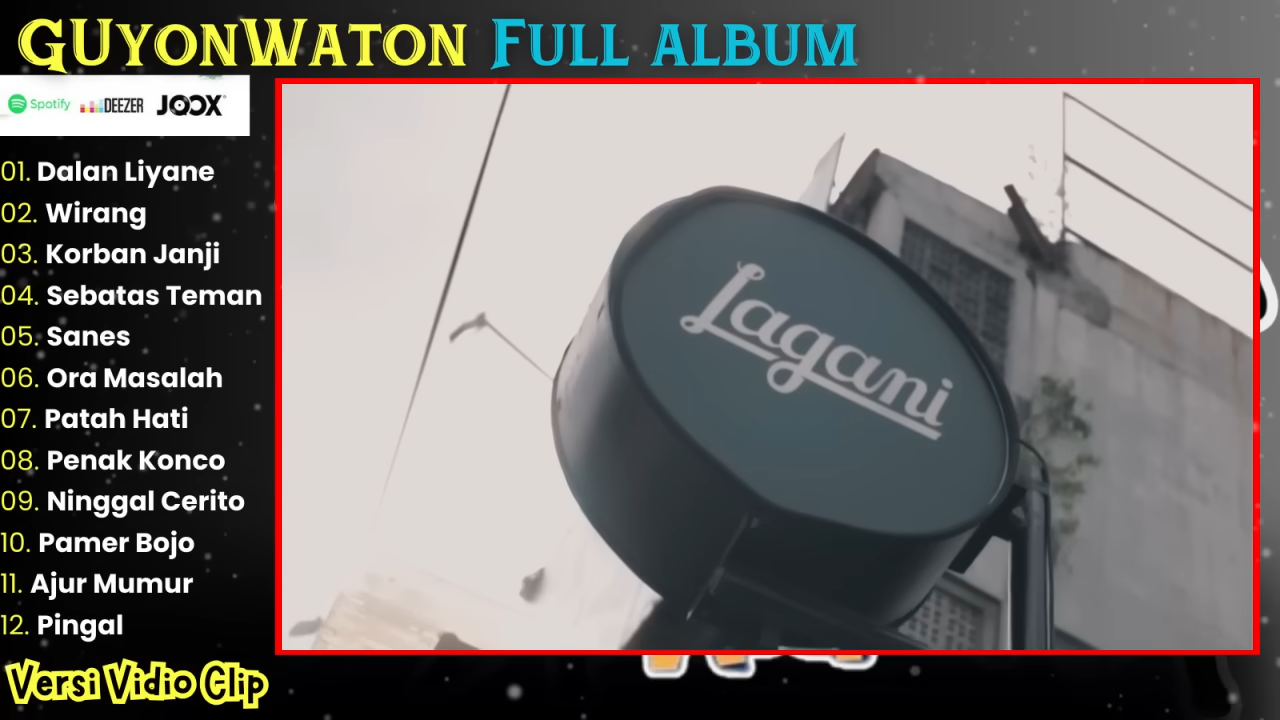 GUYONWATON FULL ALBUM
Spotify DEEZER JOOX
01. Dalan Liyane
02. Wirang
03. Korban Janji
04. Sebatas Teman
05. Sanes
06. Ora Masalah
07. Patah Hati
08. Penak Konco
09. Ninggal Cerito
10. Pamer Bojo
11. Ajur Mumur
12. Pingal
Versi Vidio Clip
Lagani